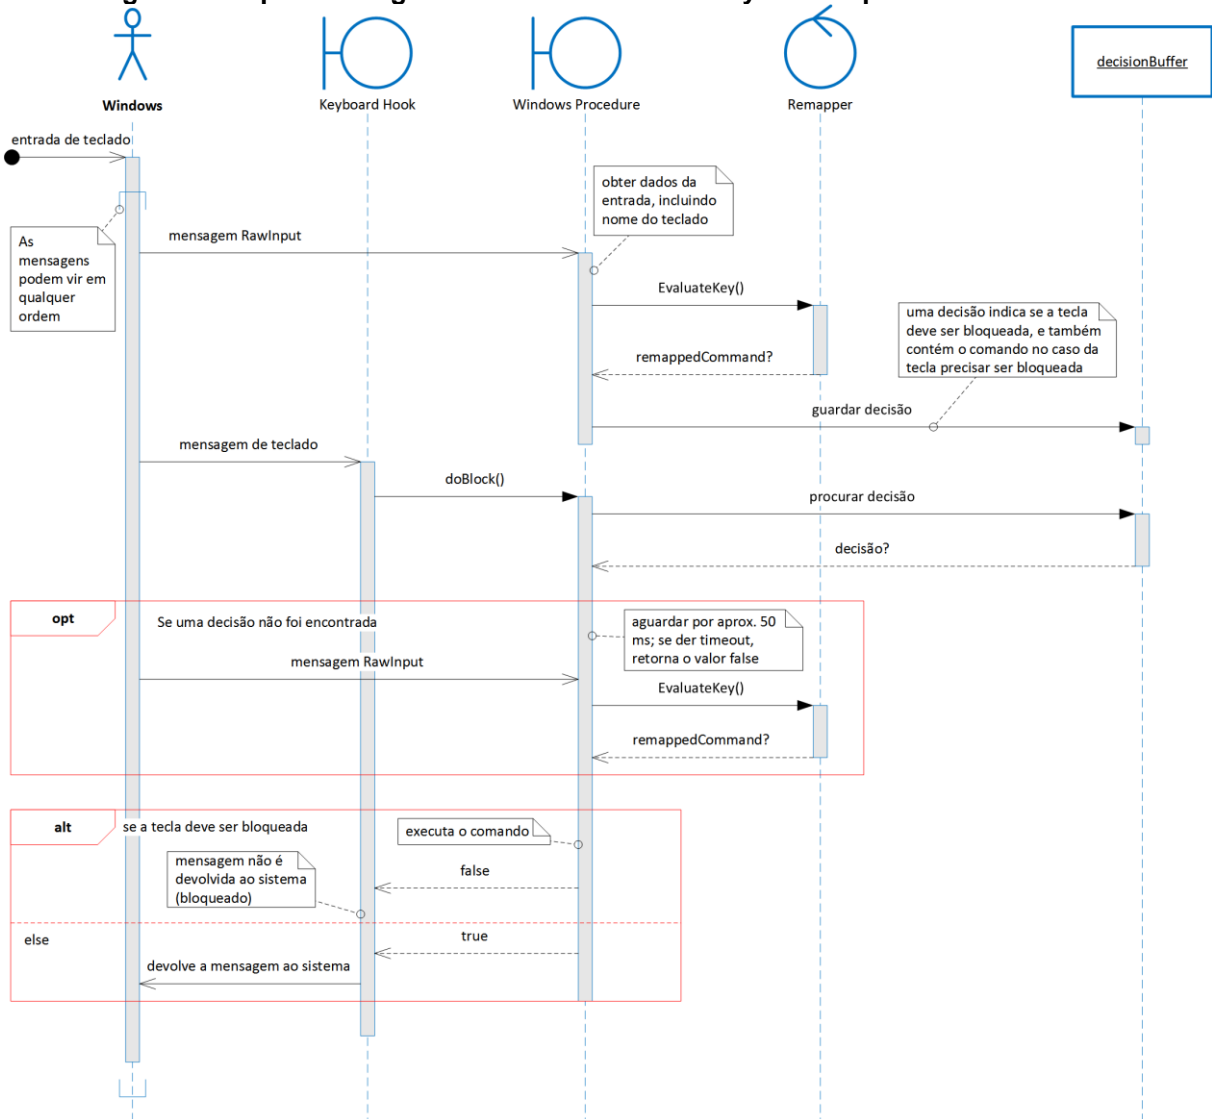 Windows
Keyboard Hook
Windows Procedure
Remapper
decisionBuffer
entrada de teclado
obter dados da
entrada, incluindo
nome do teclado
As
mensagens
podem vir em
qualquer
ordem
mensagem RawInput
EvaluateKey()
uma decisão indica se a tecla
deve ser bloqueada, e também
contém o comando no caso da
tecla precisar ser bloqueada
remappedCommand?
guardar decisão
mensagem de teclado
doBlock()
procurar decisão
decisão?
opt
Se uma decisão não foi encontrada
aguardar por aprox. 50
ms; se der timeout,
retorna o valor false
mensagem RawInput
EvaluateKey()
remappedCommand?
alt
se a tecla deve ser bloqueada
executa o comando
mensagem não é
devolvida ao sistema
(bloqueado)
false
else
true
devolve a mensagem ao sistema